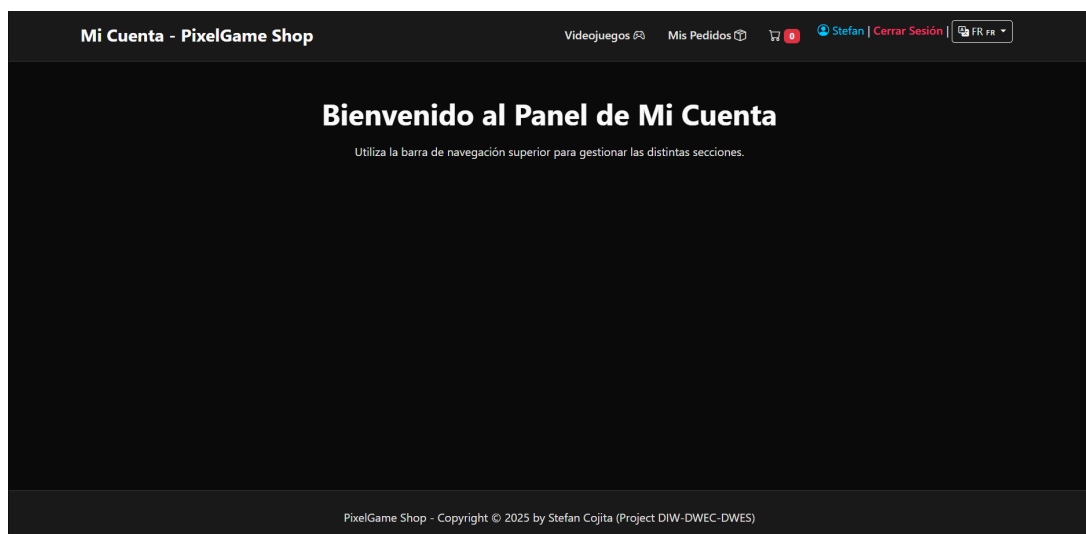 Mi Cuenta - PixelGame Shop Videojuegos Mis Pedidos 0 Stefan | Cerrar Sesión | FR FR
Bienvenido al Panel de Mi Cuenta
Utiliza la barra de navegación superior para gestionar las distintas secciones.
PixelGame Shop - Copyright © 2025 by Stefan Cojita (Project DIW-DWEC-DWES)